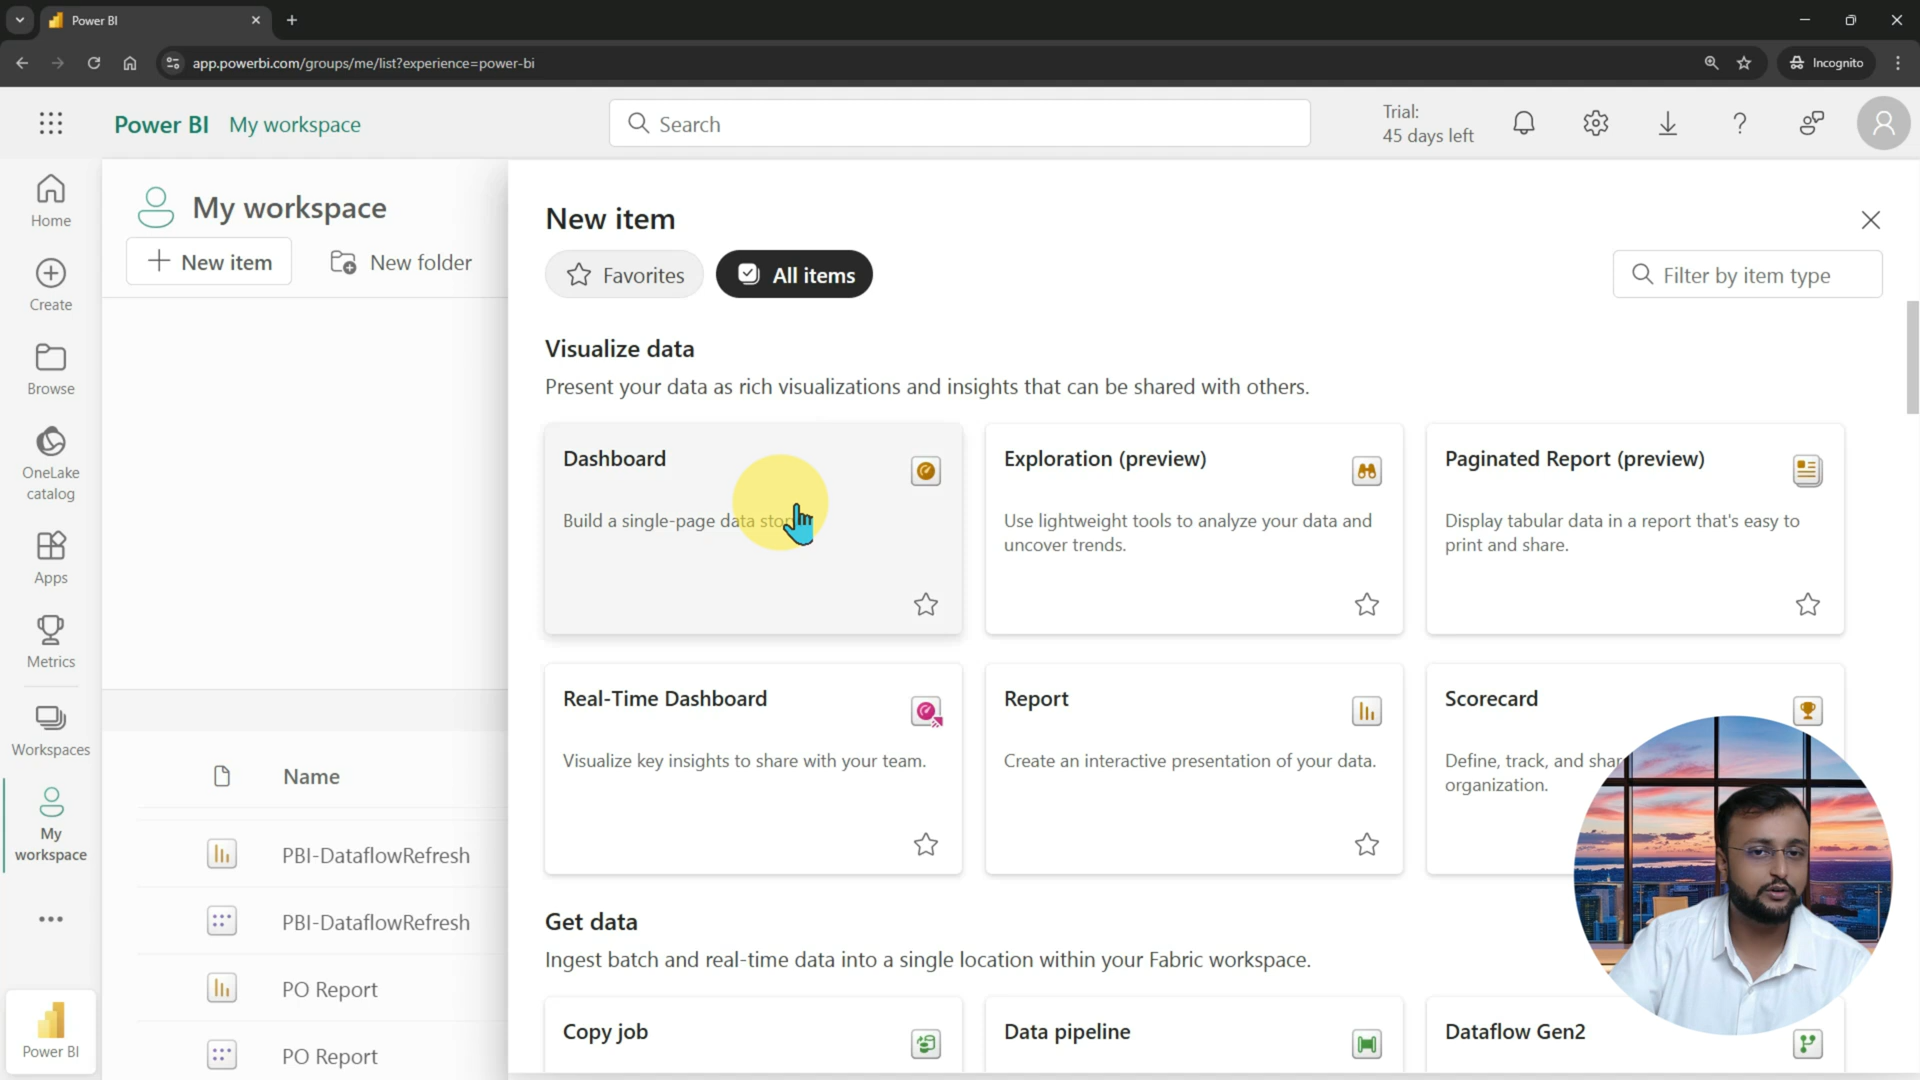 Power BI
app.powerbi.com/groups/me/list?experience=power-bi
Incognito
Power BI My workspace
Search
Trial:
45 days left
Home
Create
Browse
OneLake
catalog
Apps
Metrics
Workspaces
My
workspace
Power BI
My workspace
New item
New folder
Name
PBI-DataflowRefresh
PBI-DataflowRefresh
PO Report
PO Report
New item
Favorites
All items
Filter by item type
Visualize data
Present your data as rich visualizations and insights that can be shared with others.
Dashboard
Build a single-page data
Exploration (preview)
Use lightweight tools to analyze your data and
uncover trends.
Paginated Report (preview)
Display tabular data in a report that's easy to
print and share.
Real-Time Dashboard
Visualize key insights to share with your team.
Report
Create an interactive presentation of your data.
Scorecard
Define, track, and
organization.
Get data
Ingest batch and real-time data into a single location within your Fabric workspace.
Copy job
Data pipeline
Dataflow Gen2